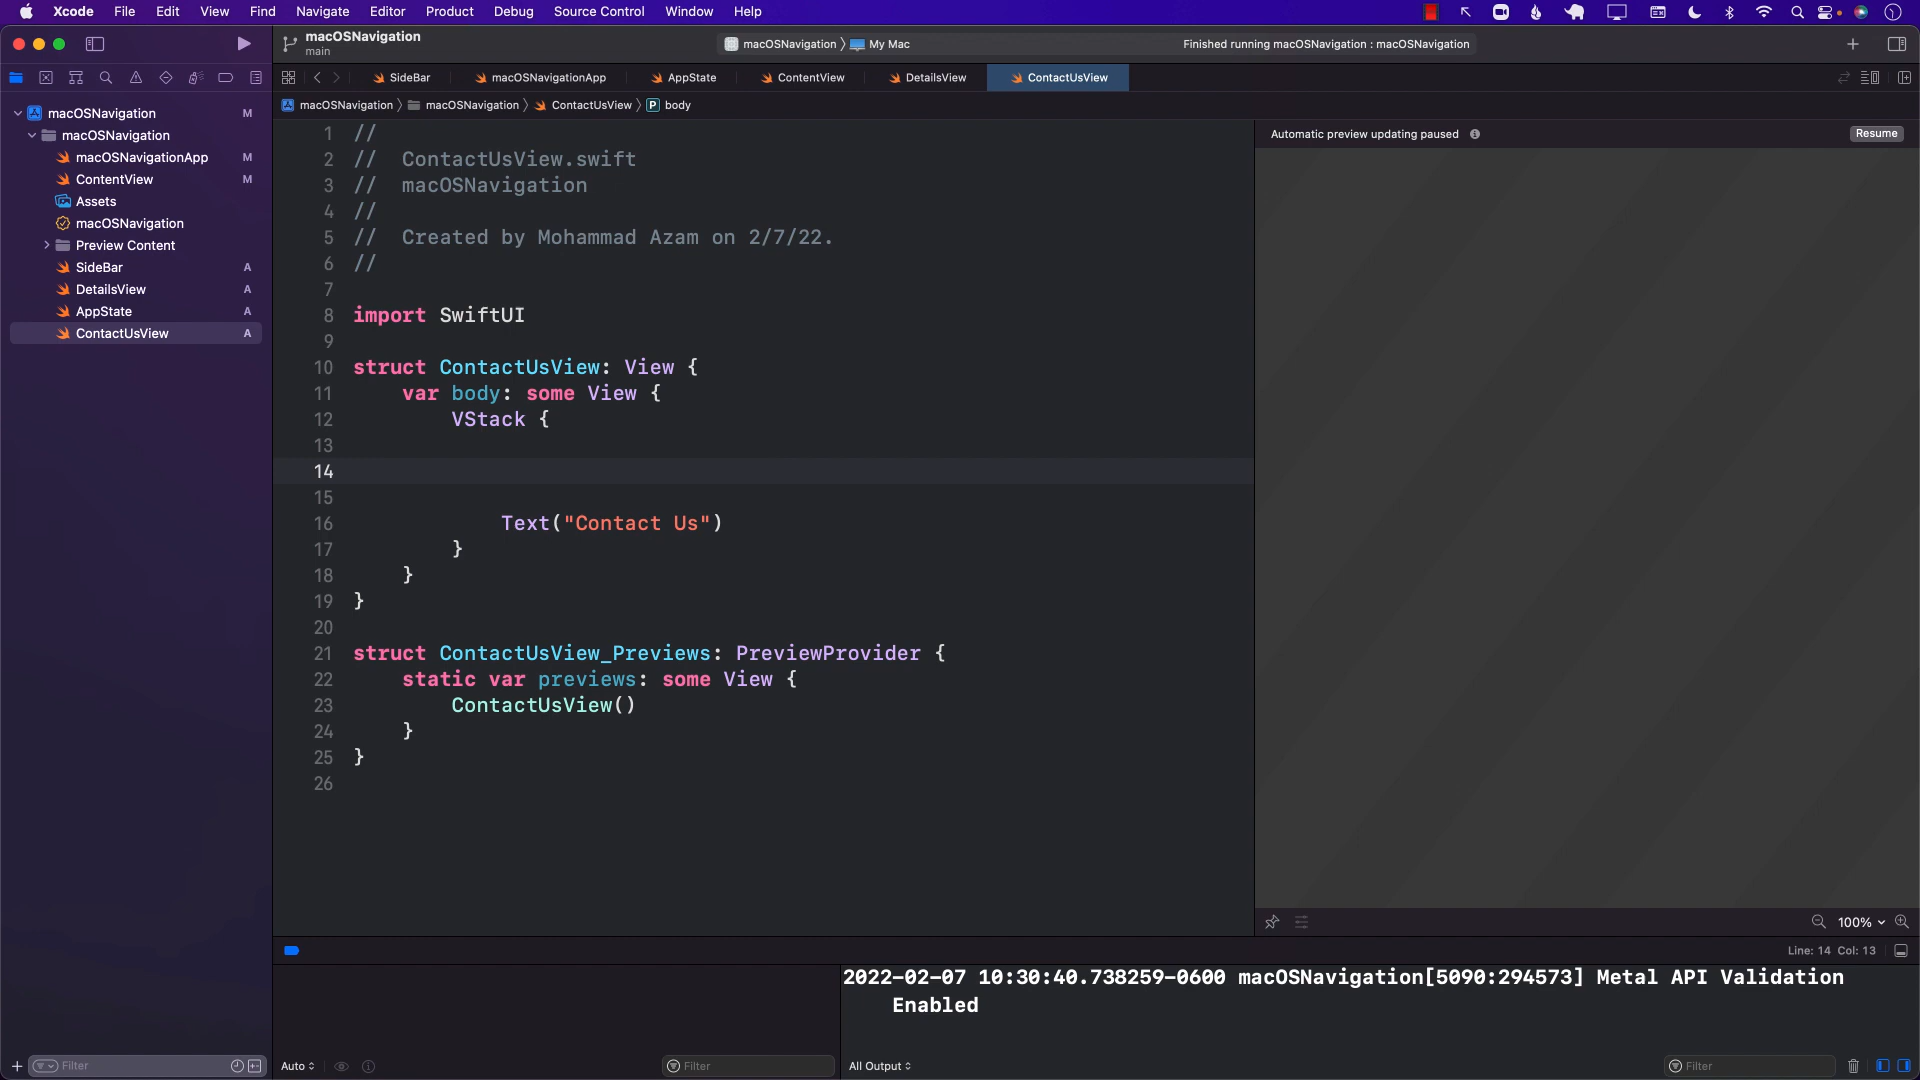 Xcode File Edit View Find Navigate Editor Product Debug Source Control Window Help
macOSNavigation
main
macOSNavigation 〉 My Mac
Finished running macOSNavigation : macOSNavigation
SideBar macOSNavigationApp AppState ContentView DetailsView ContactUsView
macOSNavigation 〉 macOSNavigation 〉 ContactUsView 〉 P body
macOSNavigation M
macOSNavigation
macOSNavigationApp M
ContentView M
Assets
macOSNavigation
Preview Content
SideBar A
DetailsView A
AppState A
ContactUsView A
Filter
1 //
2 //  ContactUsView.swift
3 //  macOSNavigation
4 //
5 //  Created by Mohammad Azam on 2/7/22.
6 //
7
8 import SwiftUI
9
10 struct ContactUsView: View {
11     var body: some View {
12         VStack {
13
14
15
16             Text("Contact Us")
17         }
18     }
19 }
20
21 struct ContactUsView_Previews: PreviewProvider {
22     static var previews: some View {
23         ContactUsView()
24     }
25 }
26
Automatic preview updating paused
Resume
100%
Line: 14 Col: 13
2022-02-07 10:30:40.738259-0600 macOSNavigation[5090:294573] Metal API Validation
Enabled
Auto
Filter
All Output
Filter